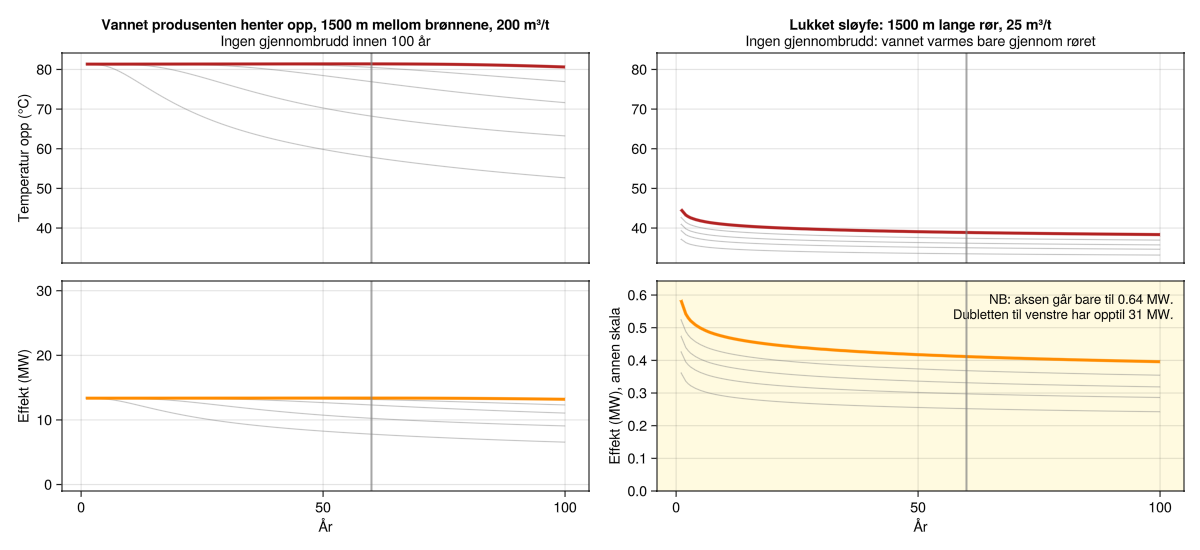 Vannet produsenten henter opp, 1500 m mellom brønnene, 200 m³/t
Ingen gjennombrudd innen 100 år
Temperatur opp (°C)
80
70
60
50
40
Effekt (MW)
30
20
10
0
0
50
100
År
Lukket sløyfe: 1500 m lange rør, 25 m³/t
Ingen gjennombrudd: vannet varmes bare gjennom røret
80
70
60
50
40
Effekt (MW), annen skala
NB: aksen går bare til 0.64 MW.
Dubletten til venstre har opptil 31 MW.
0.6
0.5
0.4
0.3
0.2
0.1
0.0
0
50
100
År